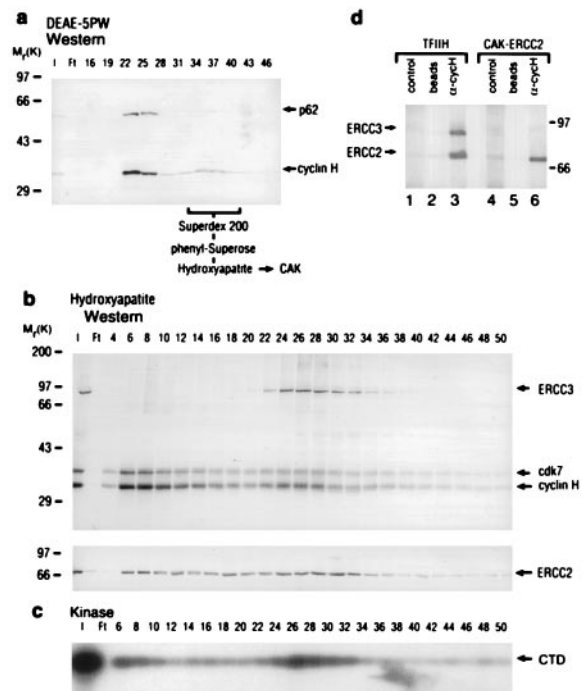 a
DEAE-5PW
Western
Mr(K) I Ft 16 19 22 25 28 31 34 37 40 43 46
97
66
43
29
p62
cyclin H
Superdex 200
phenyl-Superose
Hydroxyapatite → CAK
d
TFIIH CAK-ERCC2
control beads α-cycH control beads α-cycH
ERCC3
ERCC2
97
66
1 2 3 4 5 6
b
Hydroxyapatite
Western
Mr(K) I Ft 4 6 8 10 12 14 16 18 20 22 24 26 28 30 32 34 36 38 40 42 44 46 48 50
200
97
66
43
29
ERCC3
cdk7
cyclin H
97
66
ERCC2
c
Kinase
I Ft 6 8 10 12 14 16 18 20 22 24 26 28 30 32 34 36 38 40 42 44 46 48 50
CTD